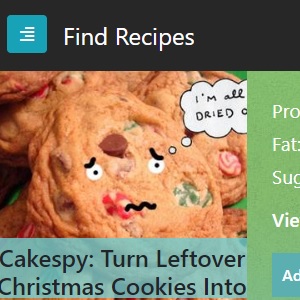 Find Recipes
I'm all
DRIED
Pro
Fat:
Sug
Vie
Cakespy: Turn Leftover
Christmas Cookies Into
Ad